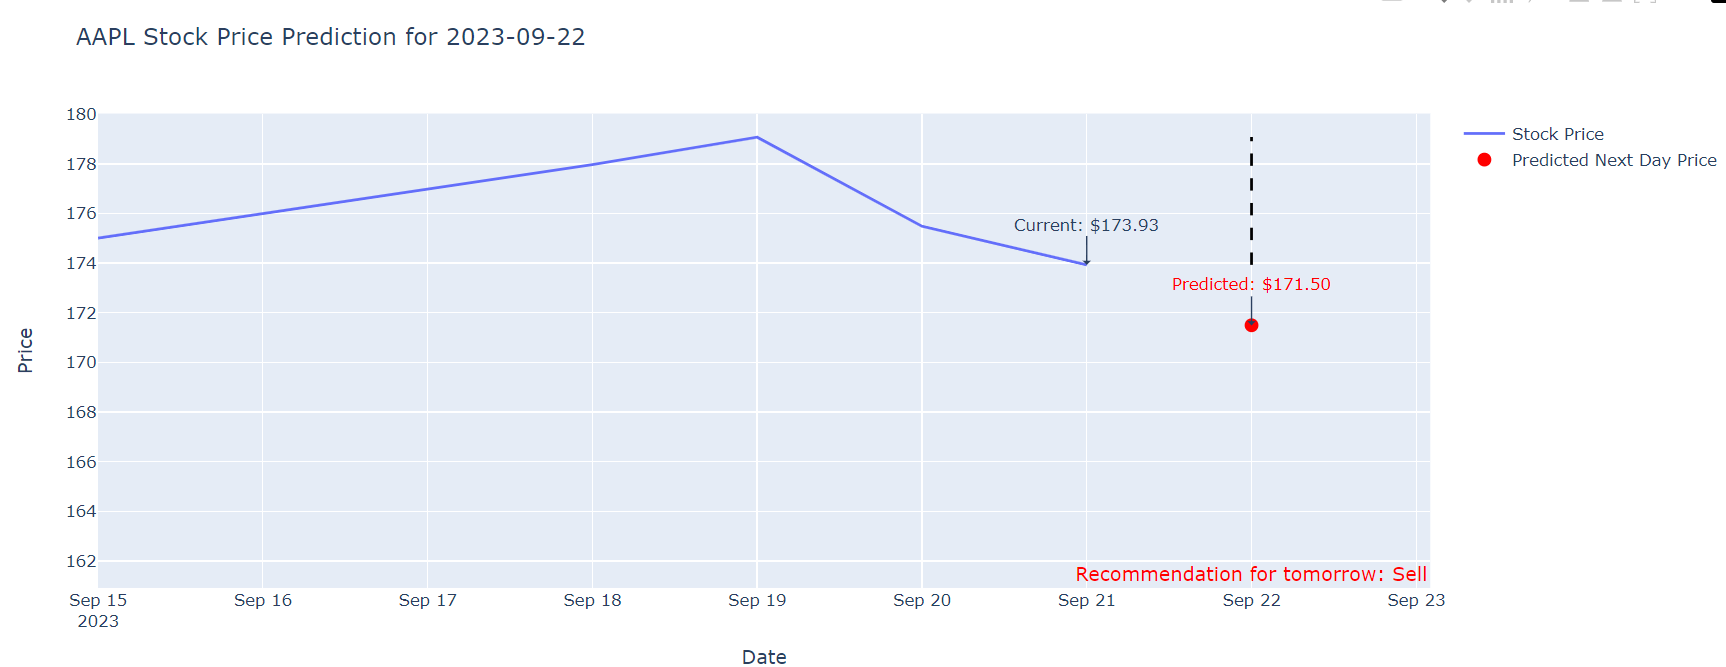 AAPL Stock Price Prediction for 2023-09-22
Stock Price
Predicted Next Day Price
180
178
176
174
172
170
168
166
164
162
Price
Current: $173.93
Predicted: $171.50
Recommendation for tomorrow: Sell
Sep 15
2023
Sep 16
Sep 17
Sep 18
Sep 19
Sep 20
Sep 21
Sep 22
Sep 23
Date